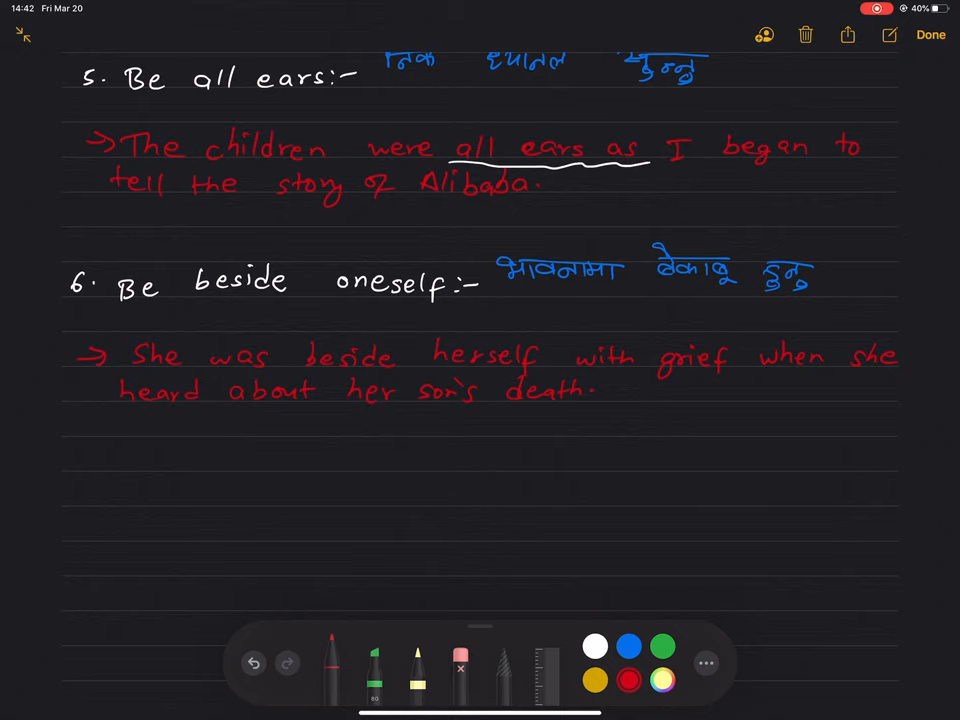 14:42 Fri Mar 20
40%
Done
5. Be all ears:-
→ The children were all ears as I began to
tell the story of Alibaba.
6. Be beside oneself:- भावनामा बेकाबू हुनु
→ She was beside herself with grief when she
heard about her son's death.
80